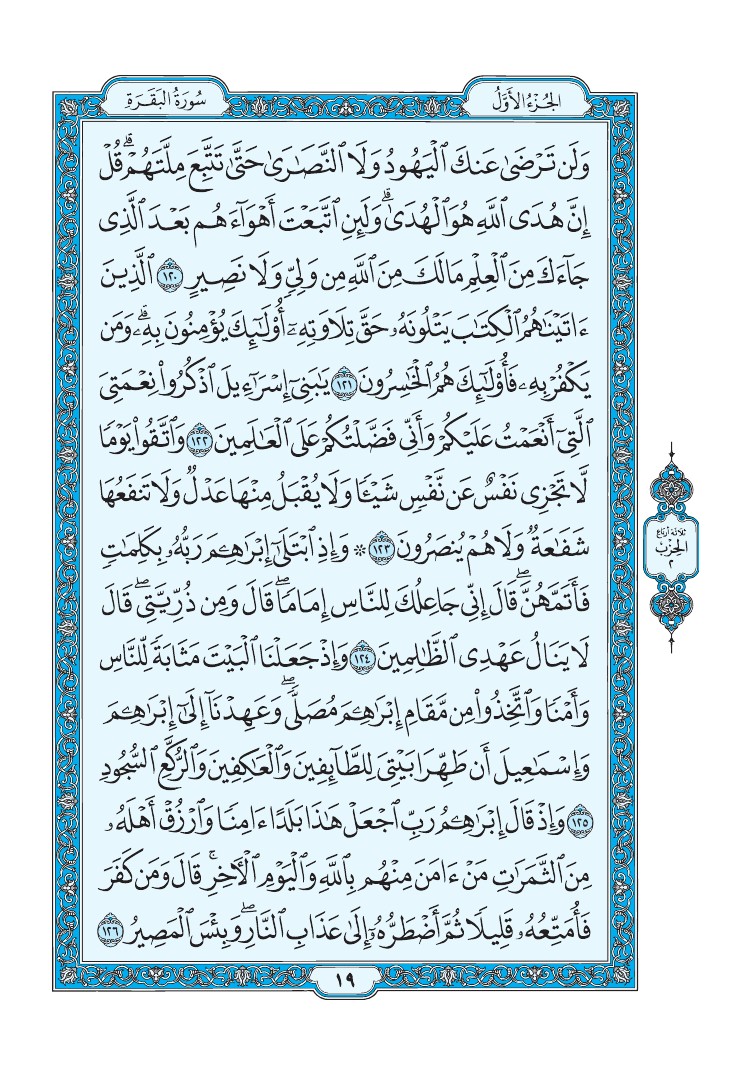 الجُزْءُ الأَوَّلُ
سُورَةُ البَقَرَةِ
وَلَن تَرْضَىٰ عَنكَ ٱلْيَهُودُ وَلَا ٱلنَّصَٰرَىٰ حَتَّىٰ تَتَّبِعَ مِلَّتَهُمْۗ قُلْ
إِنَّ هُدَى ٱللَّهِ هُوَ ٱلْهُدَىٰۗ وَلَئِنِ ٱتَّبَعْتَ أَهْوَآءَهُم بَعْدَ ٱلَّذِى
جَآءَكَ مِنَ ٱلْعِلْمِ مَالَكَ مِنَ ٱللَّهِ مِن وَلِىٍّ وَلَا نَصِيرٍ ١٢٠ ٱلَّذِينَ
ءَاتَيْنَٰهُمُ ٱلْكِتَٰبَ يَتْلُونَهُۥ حَقَّ تِلَاوَتِهِۦٓ أُو۟لَٰٓئِكَ يُؤْمِنُونَ بِهِۦۗ وَمَن
يَكْفُرْ بِهِۦ فَأُو۟لَٰٓئِكَ هُمُ ٱلْخَٰسِرُونَ ١٢١ يَٰبَنِىٓ إِسْرَٰٓءِيلَ ٱذْكُرُوا۟ نِعْمَتِىَ
ٱلَّتِىٓ أَنْعَمْتُ عَلَيْكُمْ وَأَنِّى فَضَّلْتُكُمْ عَلَى ٱلْعَٰلَمِينَ ١٢٢ وَٱتَّقُوا۟ يَوْمًا
لَّا تَجْزِى نَفْسٌ عَن نَّفْسٍ شَيْـًٔا وَلَا يُقْبَلُ مِنْهَا عَدْلٌ وَلَا تَنفَعُهَا
شَفَٰعَةٌ وَلَا هُمْ يُنصَرُونَ ١٢٣ ۞ وَإِذِ ٱبْتَلَىٰٓ إِبْرَٰهِـۧمَ رَبُّهُۥ بِكَلِمَٰتٍ
فَأَتَمَّهُنَّۖ قَالَ إِنِّى جَاعِلُكَ لِلنَّاسِ إِمَامًاۖ قَالَ وَمِن ذُرِّيَّتِىۖ قَالَ
لَا يَنَالُ عَهْدِى ٱلظَّٰلِمِينَ ١٢٤ وَإِذْ جَعَلْنَا ٱلْبَيْتَ مَثَابَةً لِّلنَّاسِ
وَأَمْنًا وَٱتَّخِذُوا۟ مِن مَّقَامِ إِبْرَٰهِـۧمَ مُصَلًّىۖ وَعَهِدْنَآ إِلَىٰٓ إِبْرَٰهِـۧمَ
وَإِسْمَٰعِيلَ أَن طَهِّرَا بَيْتِىَ لِلطَّآئِفِينَ وَٱلْعَٰكِفِينَ وَٱلرُّكَّعِ ٱلسُّجُودِ
١٢٥ وَإِذْ قَالَ إِبْرَٰهِـۧمُ رَبِّ ٱجْعَلْ هَٰذَا بَلَدًا ءَامِنًا وَٱرْزُقْ أَهْلَهُۥ
مِنَ ٱلثَّمَرَٰتِ مَنْ ءَامَنَ مِنْهُم بِٱللَّهِ وَٱلْيَوْمِ ٱلْـَٔاخِرِۚ قَالَ وَمَن كَفَرَ
فَأُمَتِّعُهُۥ قَلِيلًا ثُمَّ أَضْطَرُّهُۥٓ إِلَىٰ عَذَابِ ٱلنَّارِۖ وَبِئْسَ ٱلْمَصِيرُ ١٢٦
ثلاثة أرباع
الحِزْب
٢
١٩